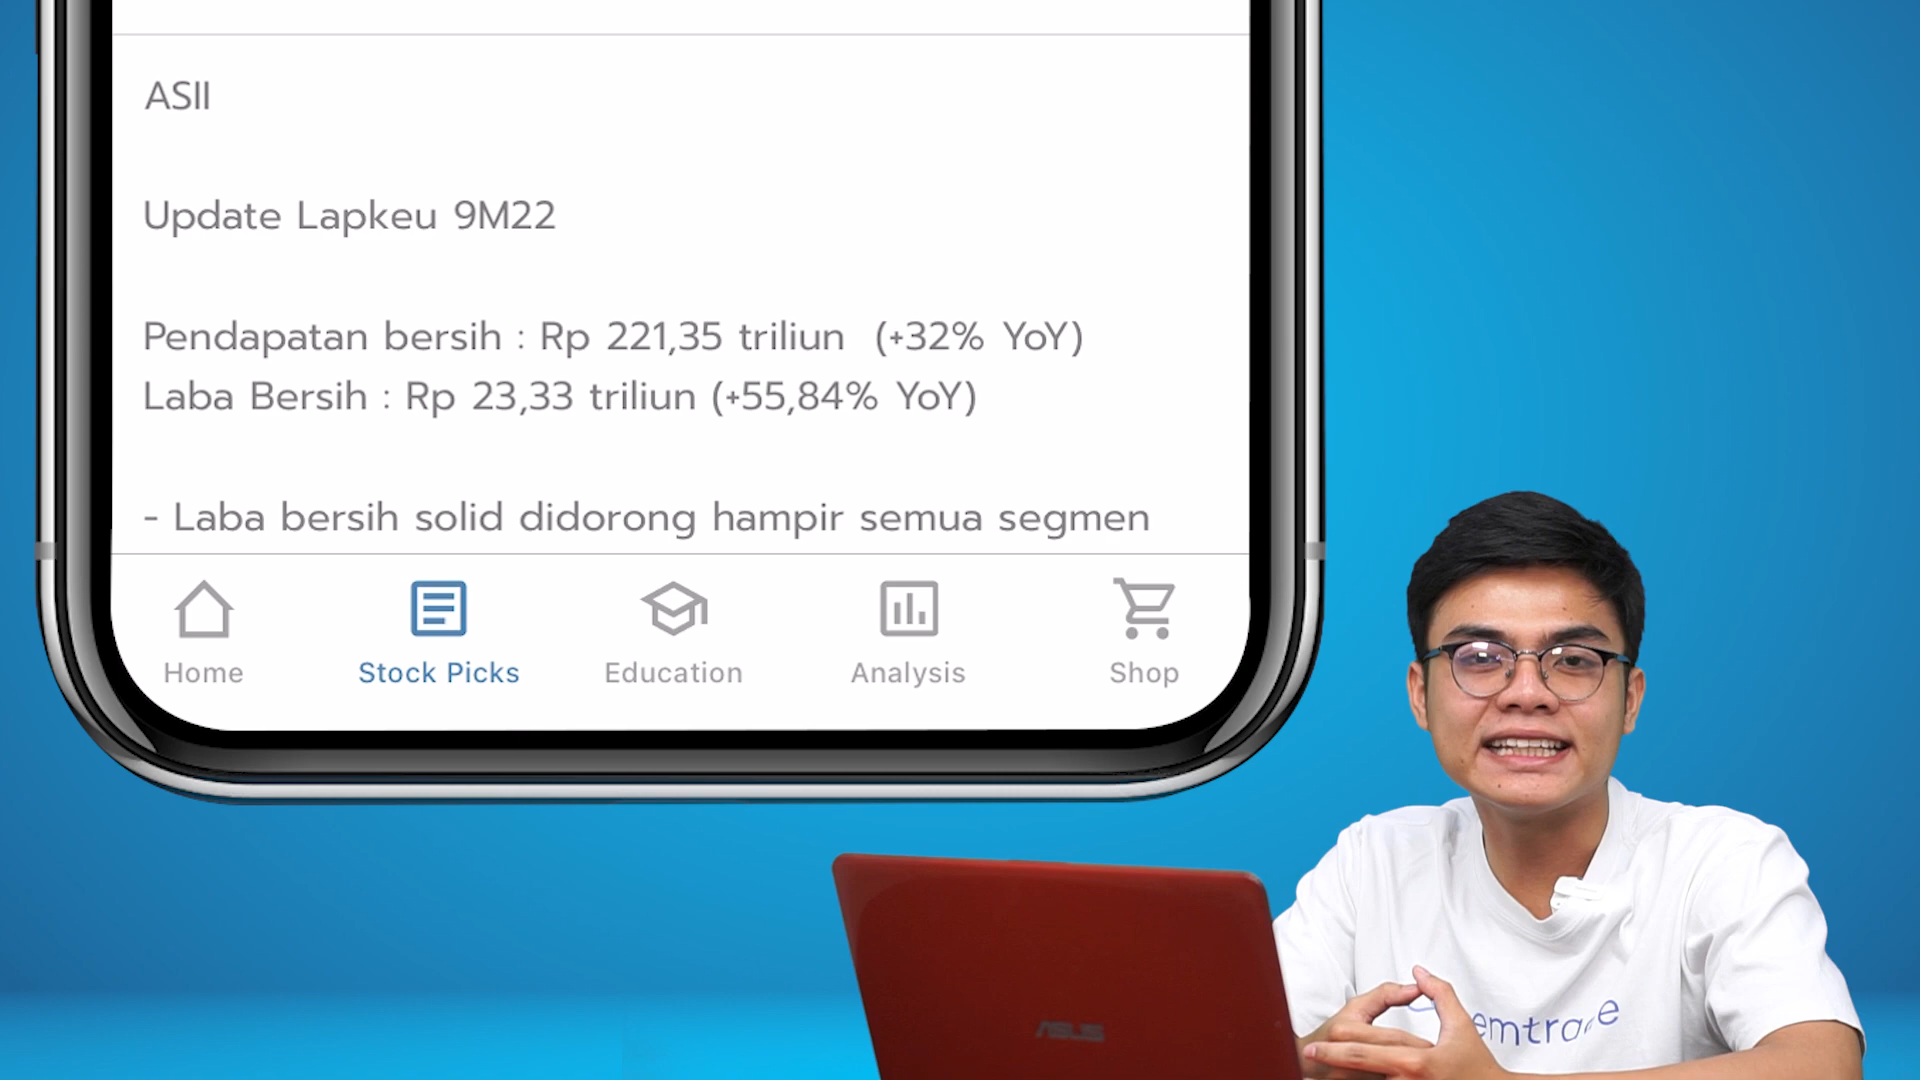 ASII
Update Lapkeu 9M22
Pendapatan bersih : Rp 221,35 triliun (+32% YoY)
Laba Bersih : Rp 23,33 triliun (+55,84% YoY)
- Laba bersih solid didorong hampir semua segmen
Home
Stock Picks
Education
Analysis
Shop
ASUS